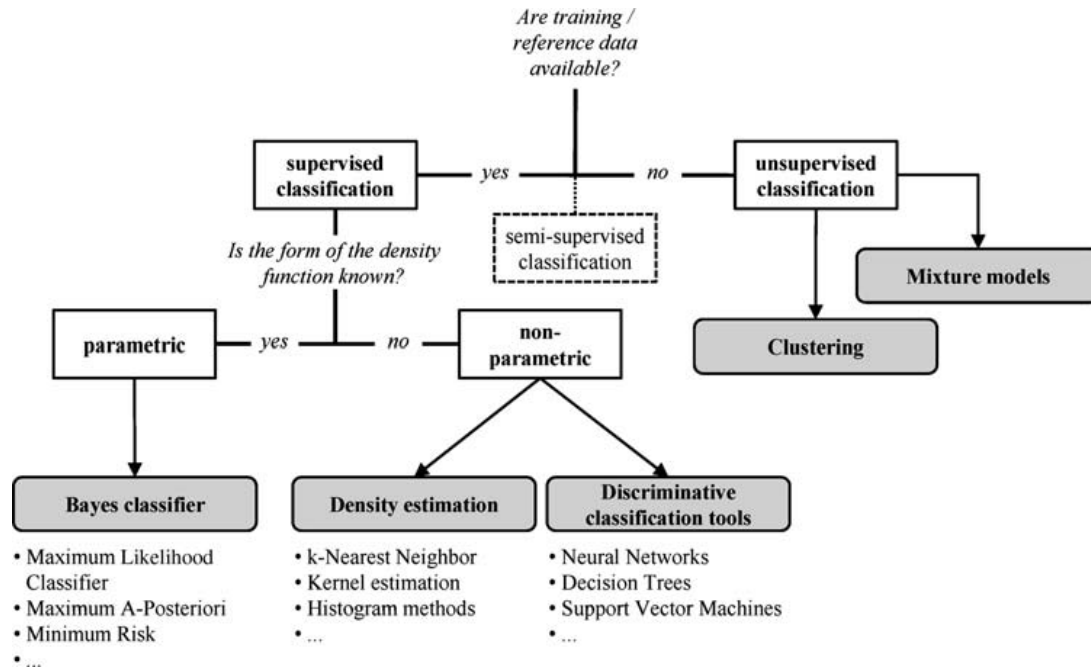 Are training /
reference data
available?
supervised
classification
yes
no
unsupervised
classification
semi-supervised
classification
Is the form of the density
function known?
Mixture models
Clustering
parametric
yes
no
non-
parametric
Bayes classifier
• Maximum Likelihood
Classifier
• Maximum A-Posteriori
• Minimum Risk
• ...
Density estimation
• k-Nearest Neighbor
• Kernel estimation
• Histogram methods
• ...
Discriminative
classification tools
• Neural Networks
• Decision Trees
• Support Vector Machines
• ...